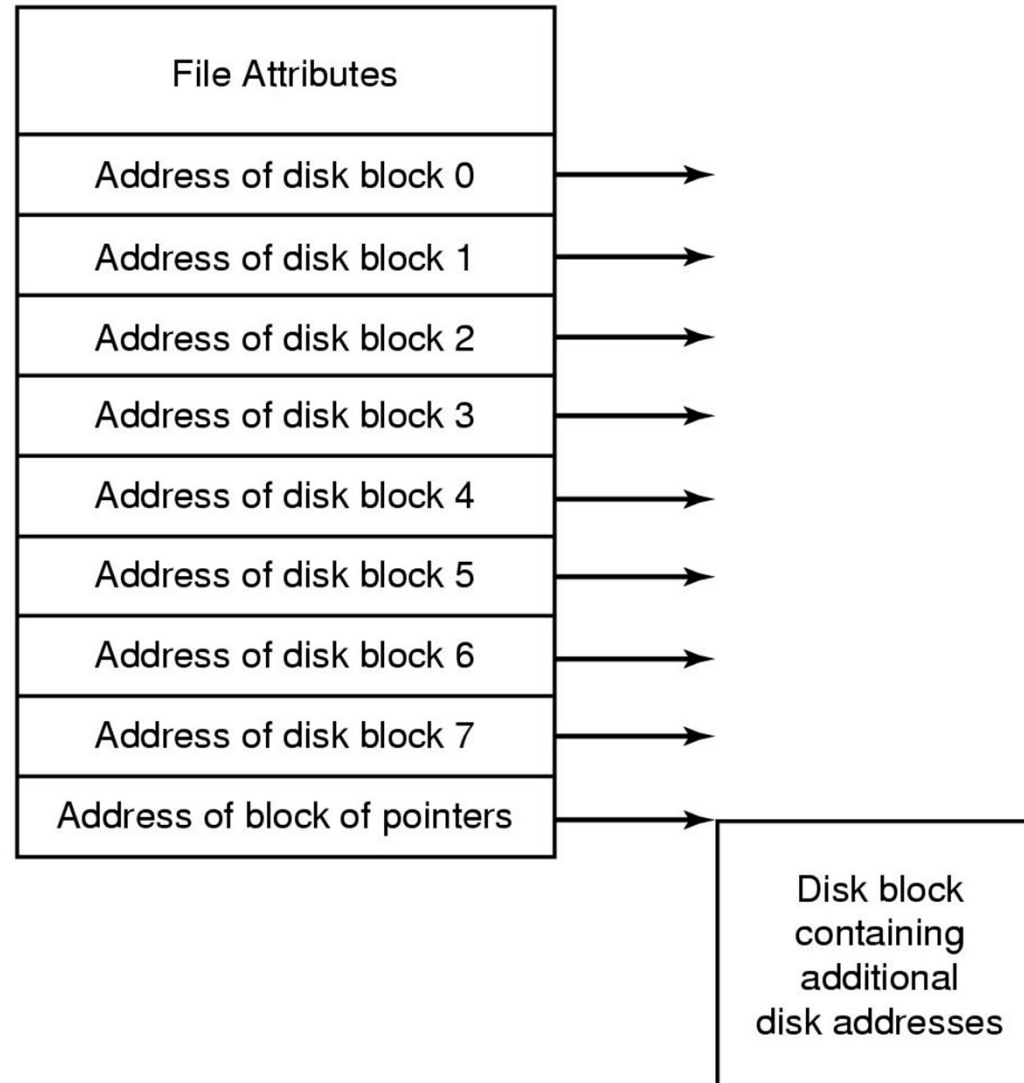 File Attributes
Address of disk block 0
Address of disk block 1
Address of disk block 2
Address of disk block 3
Address of disk block 4
Address of disk block 5
Address of disk block 6
Address of disk block 7
Address of block of pointers
Disk block
containing
additional
disk addresses